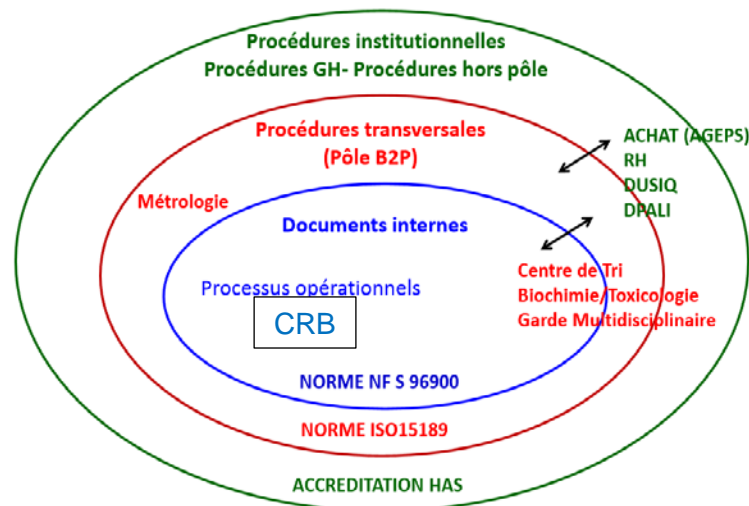 Procédures institutionnelles
Procédures GH- Procédures hors pôle
Procédures transversales
(Pôle B2P)
ACHAT (AGEPS)
RH
DUSIQ
DPALI
Métrologie
Documents internes
Centre de Tri
Biochimie/Toxicologie
Garde Multidisciplinaire
Processus opérationnels
CRB
NORME NF S 96900
NORME ISO15189
ACCREDITATION HAS